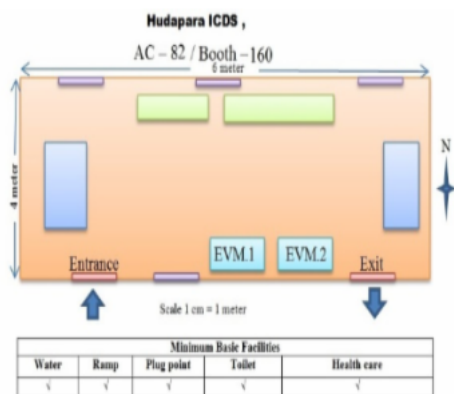 Hudapara ICDS ,
AC – 82 / Booth –160
6 meter
4 meter
N
EVM.1 EVM.2
Entrance Exit
Scale 1 cm = 1 meter
Minimum Basic Facilities
Water Ramp Plug point Toilet Health care
√ √ √ √ √